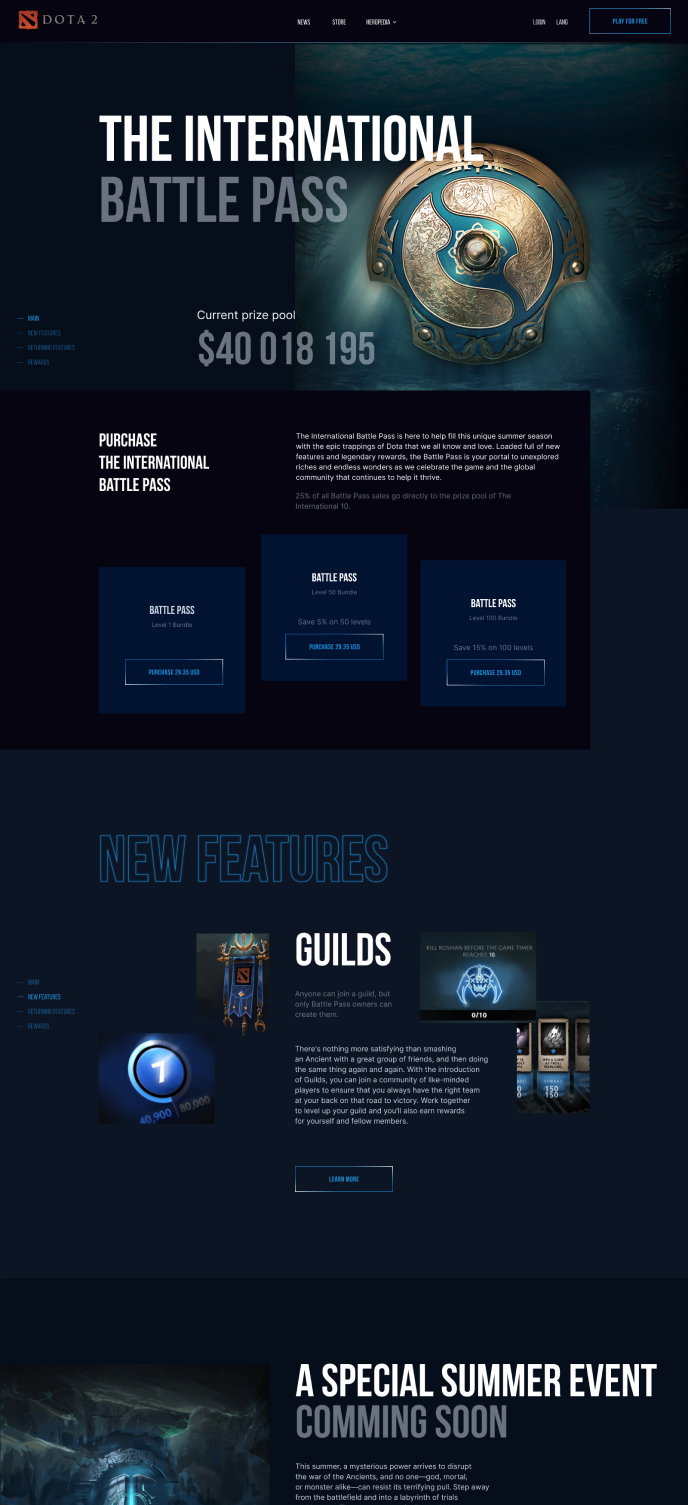 DOTA 2
NEWS
STORE
HEROPEDIA
LOGIN
LANG
PLAY FOR FREE
THE INTERNATIONAL
BATTLE PASS
Current prize pool
$40 018 195
MAIN
NEW FEATURES
RETURNING FEATURES
REWARDS
PURCHASE
THE INTERNATIONAL
BATTLE PASS
The International Battle Pass is here to help fill this unique summer season
with the epic trappings of Dota that we all know and love. Loaded full of new
features and legendary rewards, the Battle Pass is your portal to unexplored
riches and endless wonders as we celebrate the game and the global
community that continues to help it thrive.
25% of all Battle Pass sales go directly to the prize pool of The
International 10.
BATTLE PASS
Level 1 Bundle
PURCHASE 29.35 USD
BATTLE PASS
Level 50 Bundle
Save 5% on 50 levels
PURCHASE 29.35 USD
BATTLE PASS
Level 100 Bundle
Save 15% on 100 levels
PURCHASE 29.35 USD
NEW FEATURES
MAIN
NEW FEATURES
RETURNING FEATURES
REWARDS
7
40,900 | 80,000
GUILDS
Anyone can join a guild, but
only Battle Pass owners can
create them.
There's nothing more satisfying than smashing
an Ancient with a great group of friends, and then doing
the same thing again and again. With the introduction
of Guilds, you can join a community of like-minded
players to ensure that you always have the right team
at your back on that road to victory. Work together
to level up your guild and you'll also earn rewards
for yourself and fellow members.
LEARN MORE
KILL ROSHAN BEFORE THE GAME TIMER
REACHES 10
0/10
WIN A GAME
AS TROLL
WARLORD.
REWARD
150
150
A SPECIAL SUMMER EVENT
COMMING SOON
This summer, a mysterious power arrives to disrupt
the war of the Ancients, and no one—god, mortal,
or monster alike—can resist its terrifying pull. Step away
from the battlefield and into a labyrinth of trials